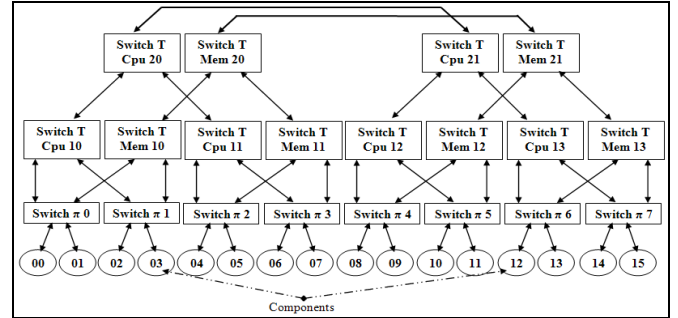 Switch T Switch T Switch T Switch T
Cpu 20 Mem 20 Cpu 21 Mem 21
Switch T Switch T Switch T Switch T Switch T Switch T Switch T Switch T
Cpu 10 Mem 10 Cpu 11 Mem 11 Cpu 12 Mem 12 Cpu 13 Mem 13
Switch π 0 Switch π 1 Switch π 2 Switch π 3 Switch π 4 Switch π 5 Switch π 6 Switch π 7
00 01 02 03 04 05 06 07 08 09 10 11 12 13 14 15
Components